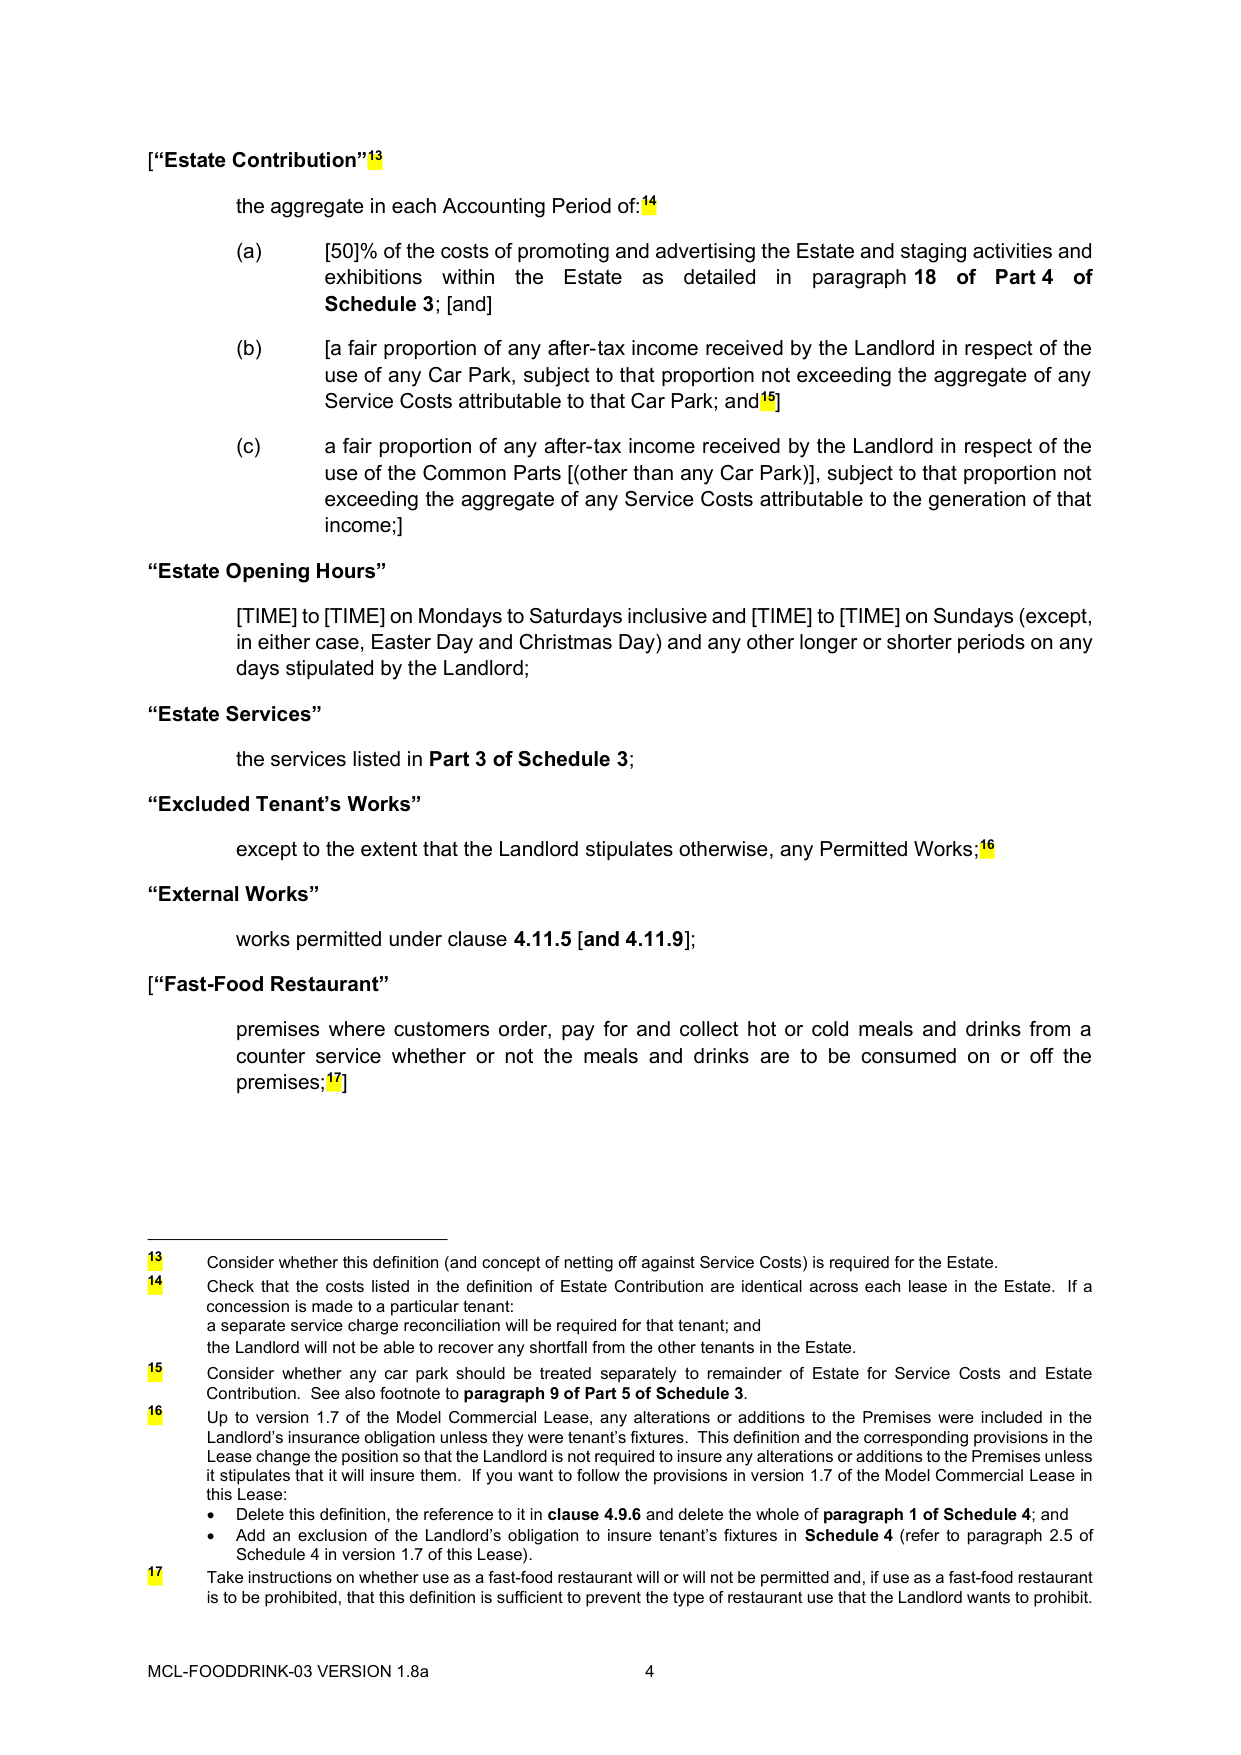 [“Estate Contribution”13
the aggregate in each Accounting Period of:14
(a) [50]% of the costs of promoting and advertising the Estate and staging activities and
exhibitions within the Estate as detailed in paragraph 18 of Part 4 of
Schedule 3; [and]
(b) [a fair proportion of any after-tax income received by the Landlord in respect of the
use of any Car Park, subject to that proportion not exceeding the aggregate of any
Service Costs attributable to that Car Park; and15]
(c) a fair proportion of any after-tax income received by the Landlord in respect of the
use of the Common Parts [(other than any Car Park)], subject to that proportion not
exceeding the aggregate of any Service Costs attributable to the generation of that
income;]
“Estate Opening Hours”
[TIME] to [TIME] on Mondays to Saturdays inclusive and [TIME] to [TIME] on Sundays (except,
in either case, Easter Day and Christmas Day) and any other longer or shorter periods on any
days stipulated by the Landlord;
“Estate Services”
the services listed in Part 3 of Schedule 3;
“Excluded Tenant’s Works”
except to the extent that the Landlord stipulates otherwise, any Permitted Works;16
“External Works”
works permitted under clause 4.11.5 [and 4.11.9];
[“Fast-Food Restaurant”
premises where customers order, pay for and collect hot or cold meals and drinks from a
counter service whether or not the meals and drinks are to be consumed on or off the
premises;17]
13 Consider whether this definition (and concept of netting off against Service Costs) is required for the Estate.
14 Check that the costs listed in the definition of Estate Contribution are identical across each lease in the Estate. If a
concession is made to a particular tenant:
a separate service charge reconciliation will be required for that tenant; and
the Landlord will not be able to recover any shortfall from the other tenants in the Estate.
15 Consider whether any car park should be treated separately to remainder of Estate for Service Costs and Estate
Contribution. See also footnote to paragraph 9 of Part 5 of Schedule 3.
16 Up to version 1.7 of the Model Commercial Lease, any alterations or additions to the Premises were included in the
Landlord’s insurance obligation unless they were tenant’s fixtures. This definition and the corresponding provisions in the
Lease change the position so that the Landlord is not required to insure any alterations or additions to the Premises unless
it stipulates that it will insure them. If you want to follow the provisions in version 1.7 of the Model Commercial Lease in
this Lease:
• Delete this definition, the reference to it in clause 4.9.6 and delete the whole of paragraph 1 of Schedule 4; and
• Add an exclusion of the Landlord’s obligation to insure tenant’s fixtures in Schedule 4 (refer to paragraph 2.5 of
Schedule 4 in version 1.7 of this Lease).
17 Take instructions on whether use as a fast-food restaurant will or will not be permitted and, if use as a fast-food restaurant
is to be prohibited, that this definition is sufficient to prevent the type of restaurant use that the Landlord wants to prohibit.
MCL-FOODDRINK-03 VERSION 1.8a 4